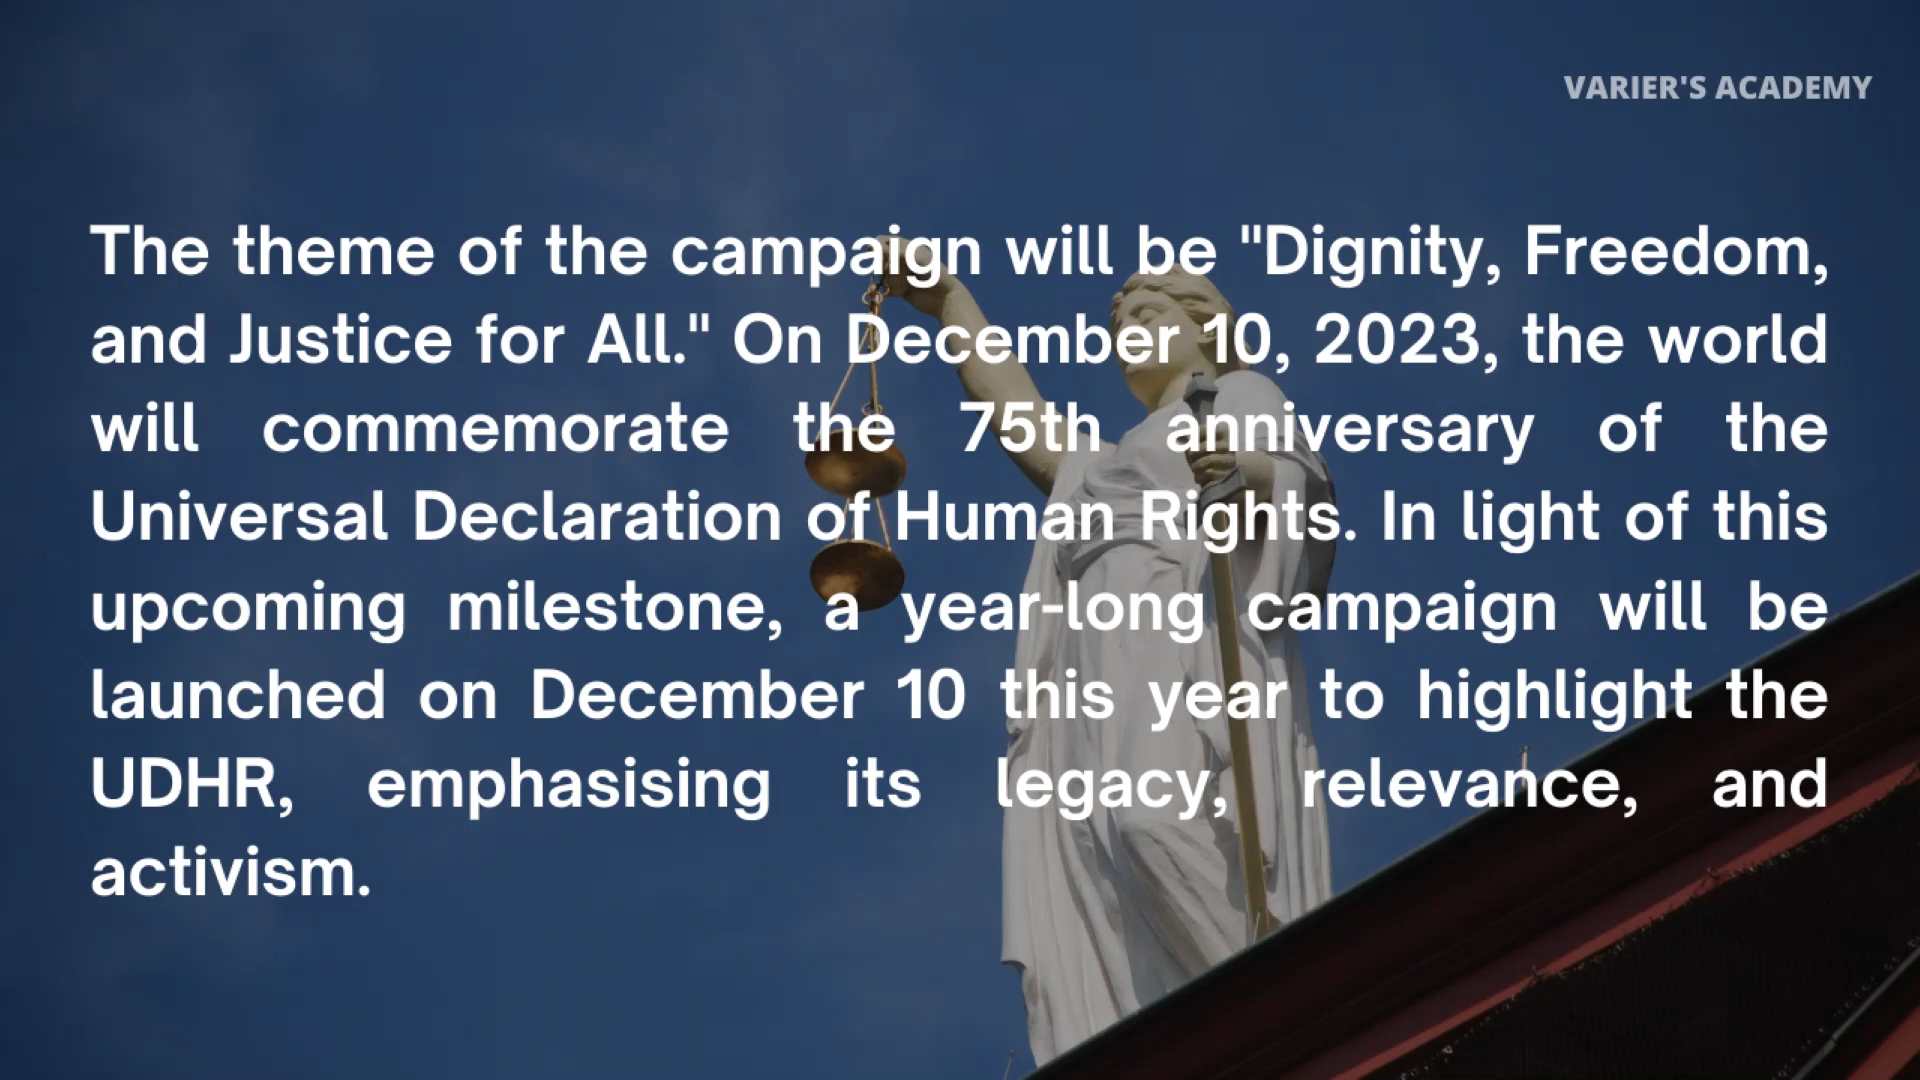 VARIER'S ACADEMY
The theme of the campaign will be "Dignity, Freedom,
and Justice for All." On December 10, 2023, the world
will commemorate the 75th anniversary of the
Universal Declaration of Human Rights. In light of this
upcoming milestone, a year-long campaign will be
launched on December 10 this year to highlight the
UDHR, emphasising its legacy, relevance, and
activism.